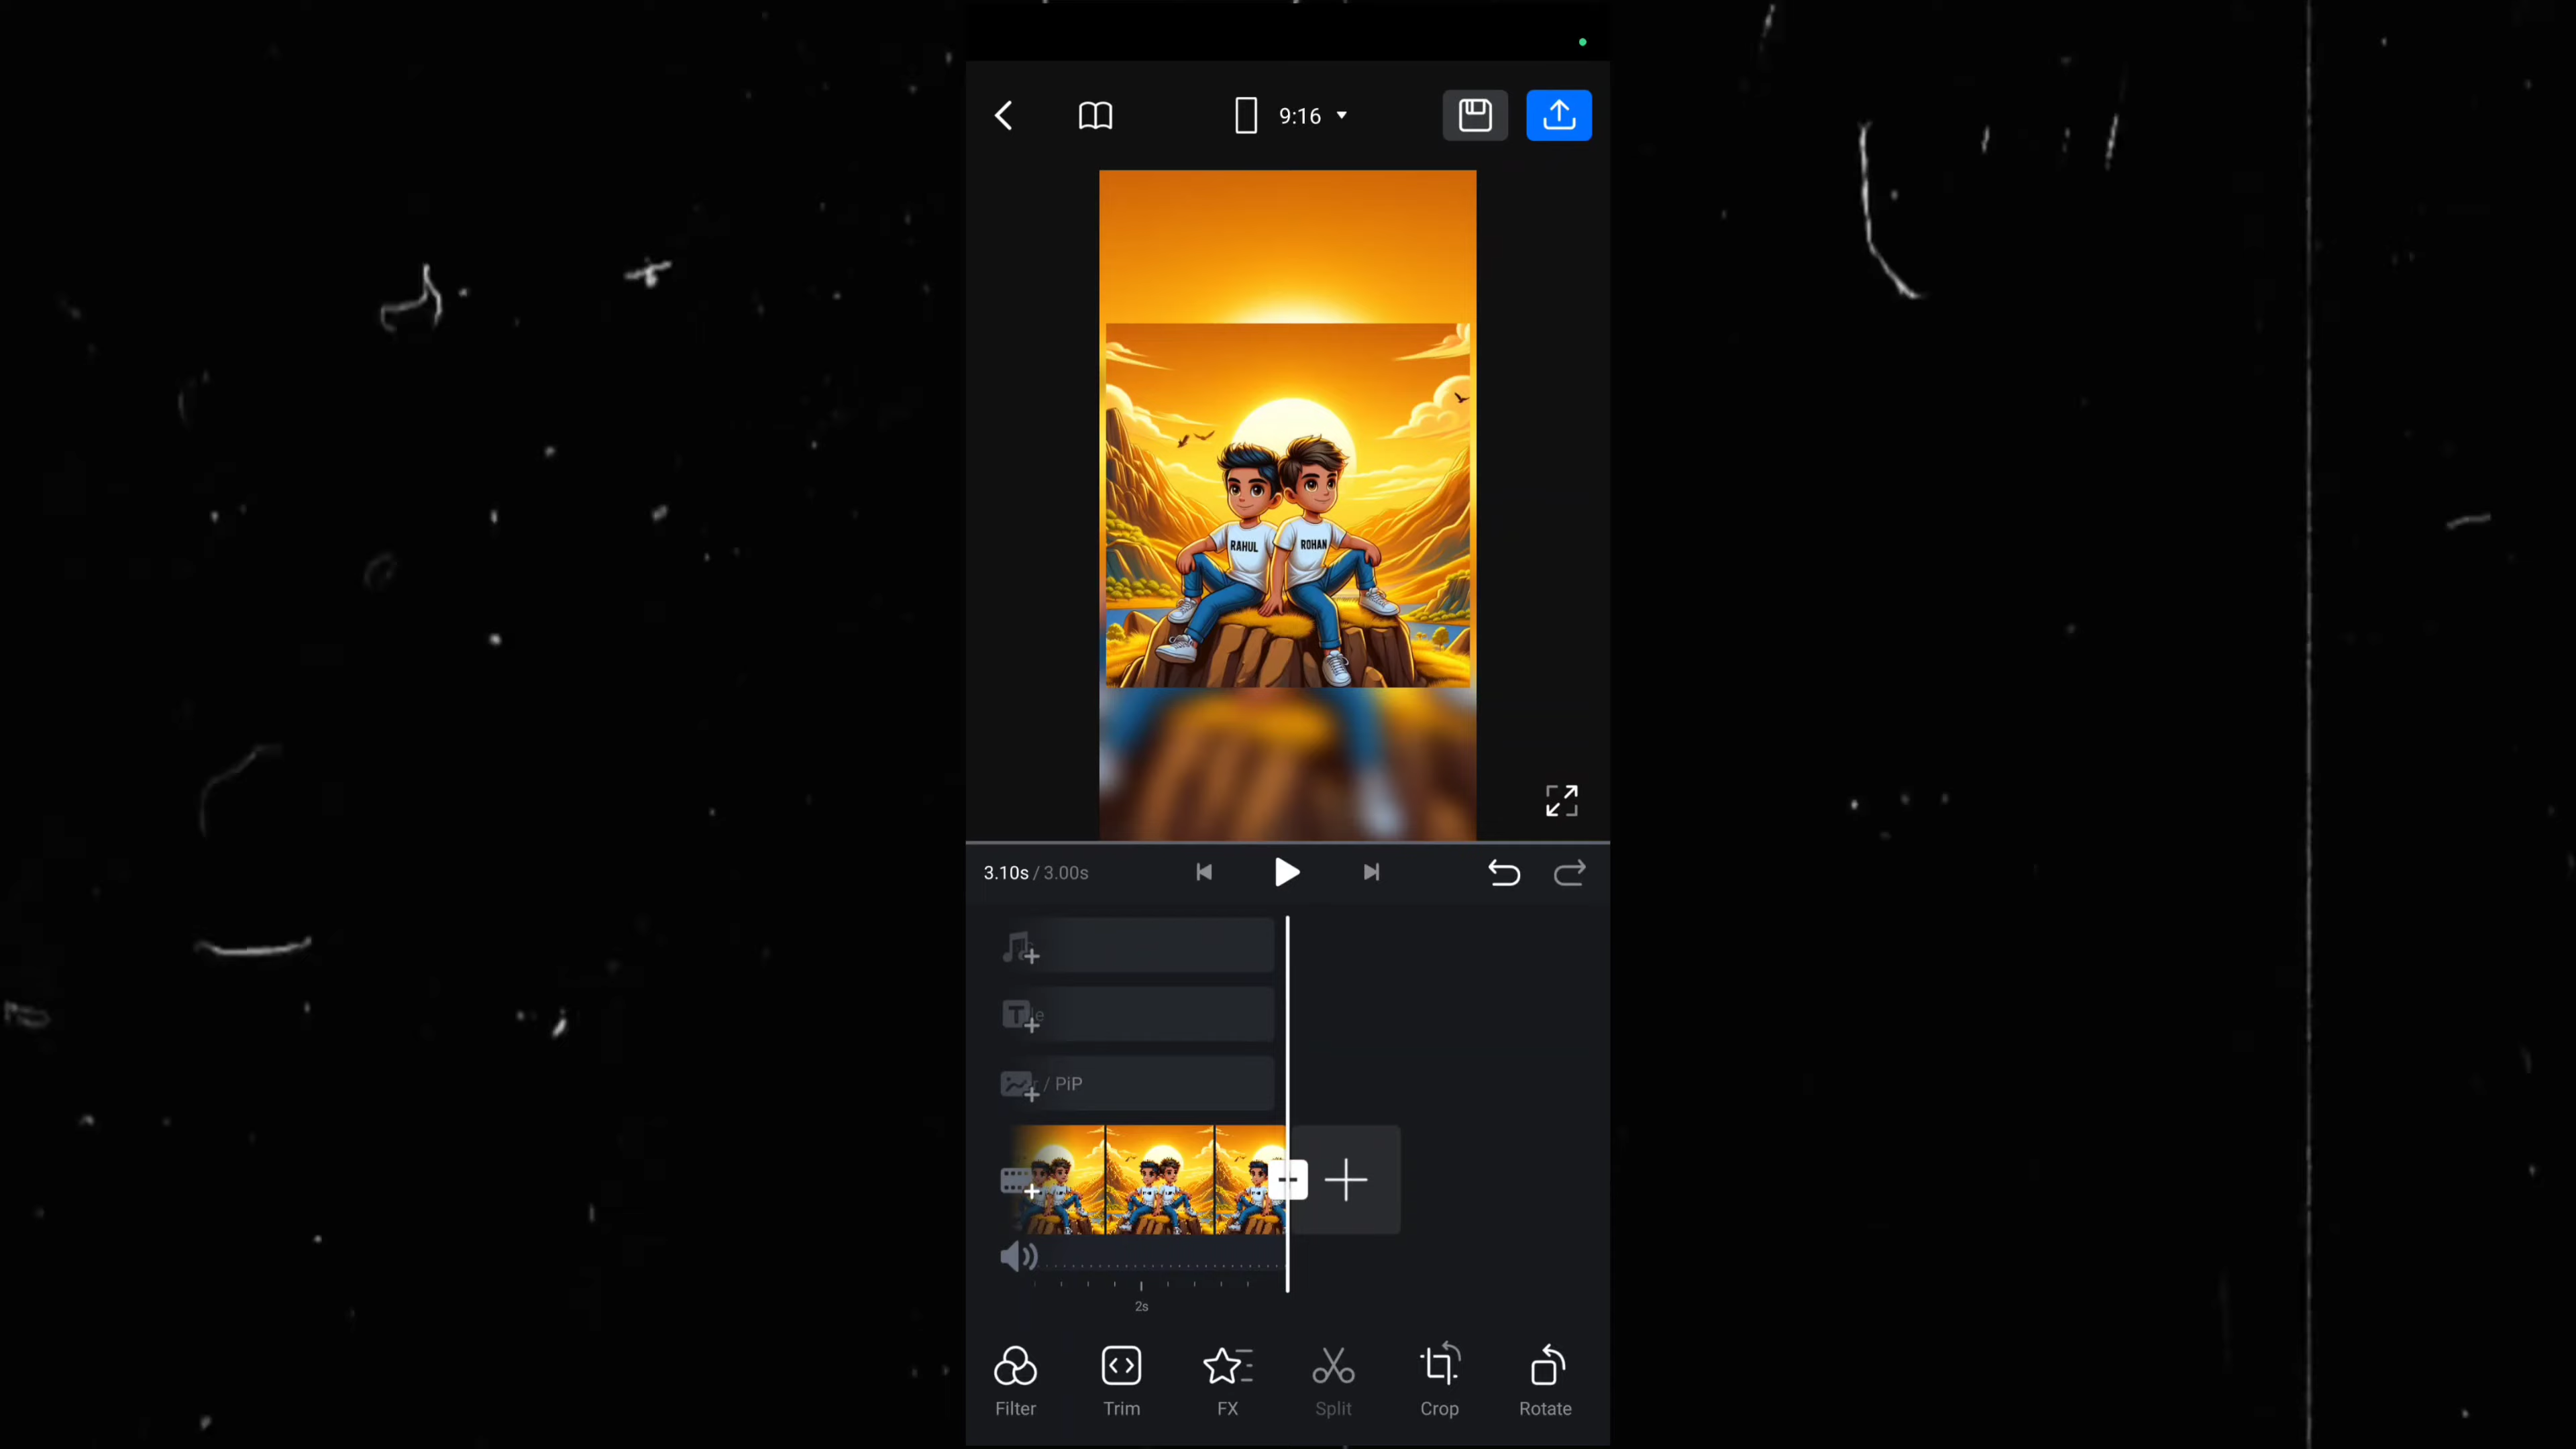 9:16
RAHUL ROHAN
3.10s / 3.00s
/ PiP
2s
Filter Trim FX Split Crop Rotate